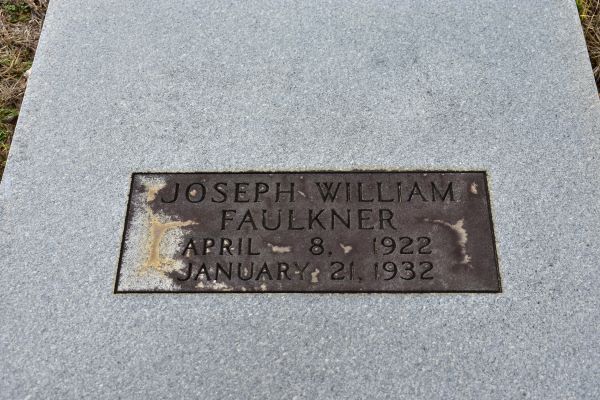 JOSEPH WILLIAM
FAULKNER
APRIL 8, 1922
JANUARY 21, 1932